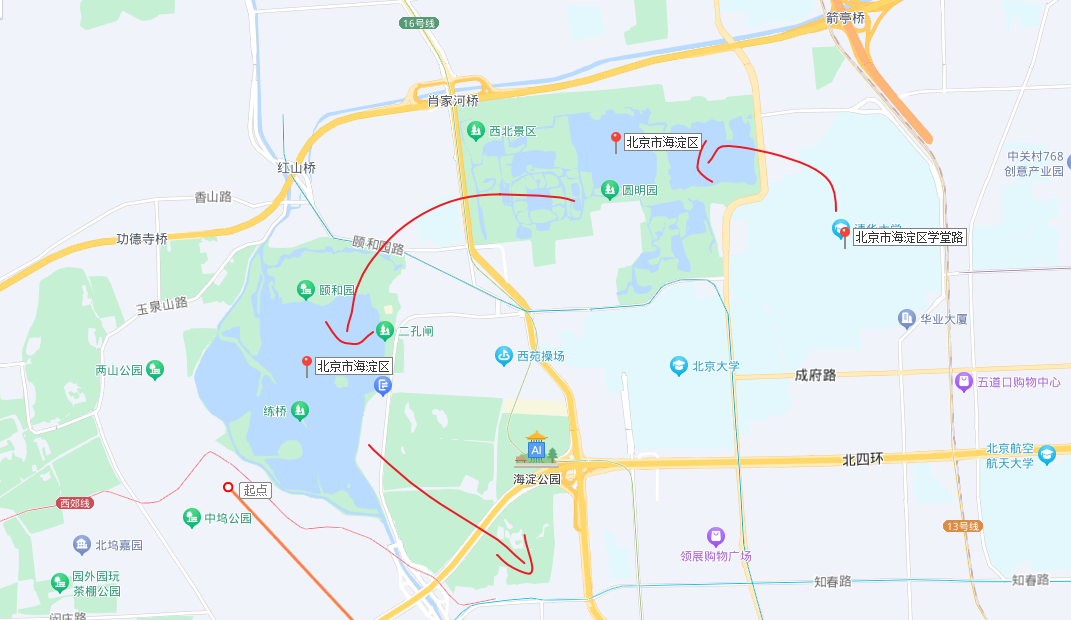 箭亭桥
16号线
肖家河桥
西北景区
北京市海淀区
中关村768
创意产业园
红山桥
圆明园
香山路
清华大学
北京市海淀区学堂路
功德寺桥
颐和园路
颐和园
玉泉山路
二孔闸
华业大厦
西苑操场
北京市海淀区
北京大学
两山公园
成府路
五道口购物中心
练桥
AI
北京航空
航天大学
北四环
海淀公园
起点
西郊线
中坞公园
13号线
北坞嘉园
领展购物广场
园外园玩
茶棚公园
知春路
知春路
闵庄路